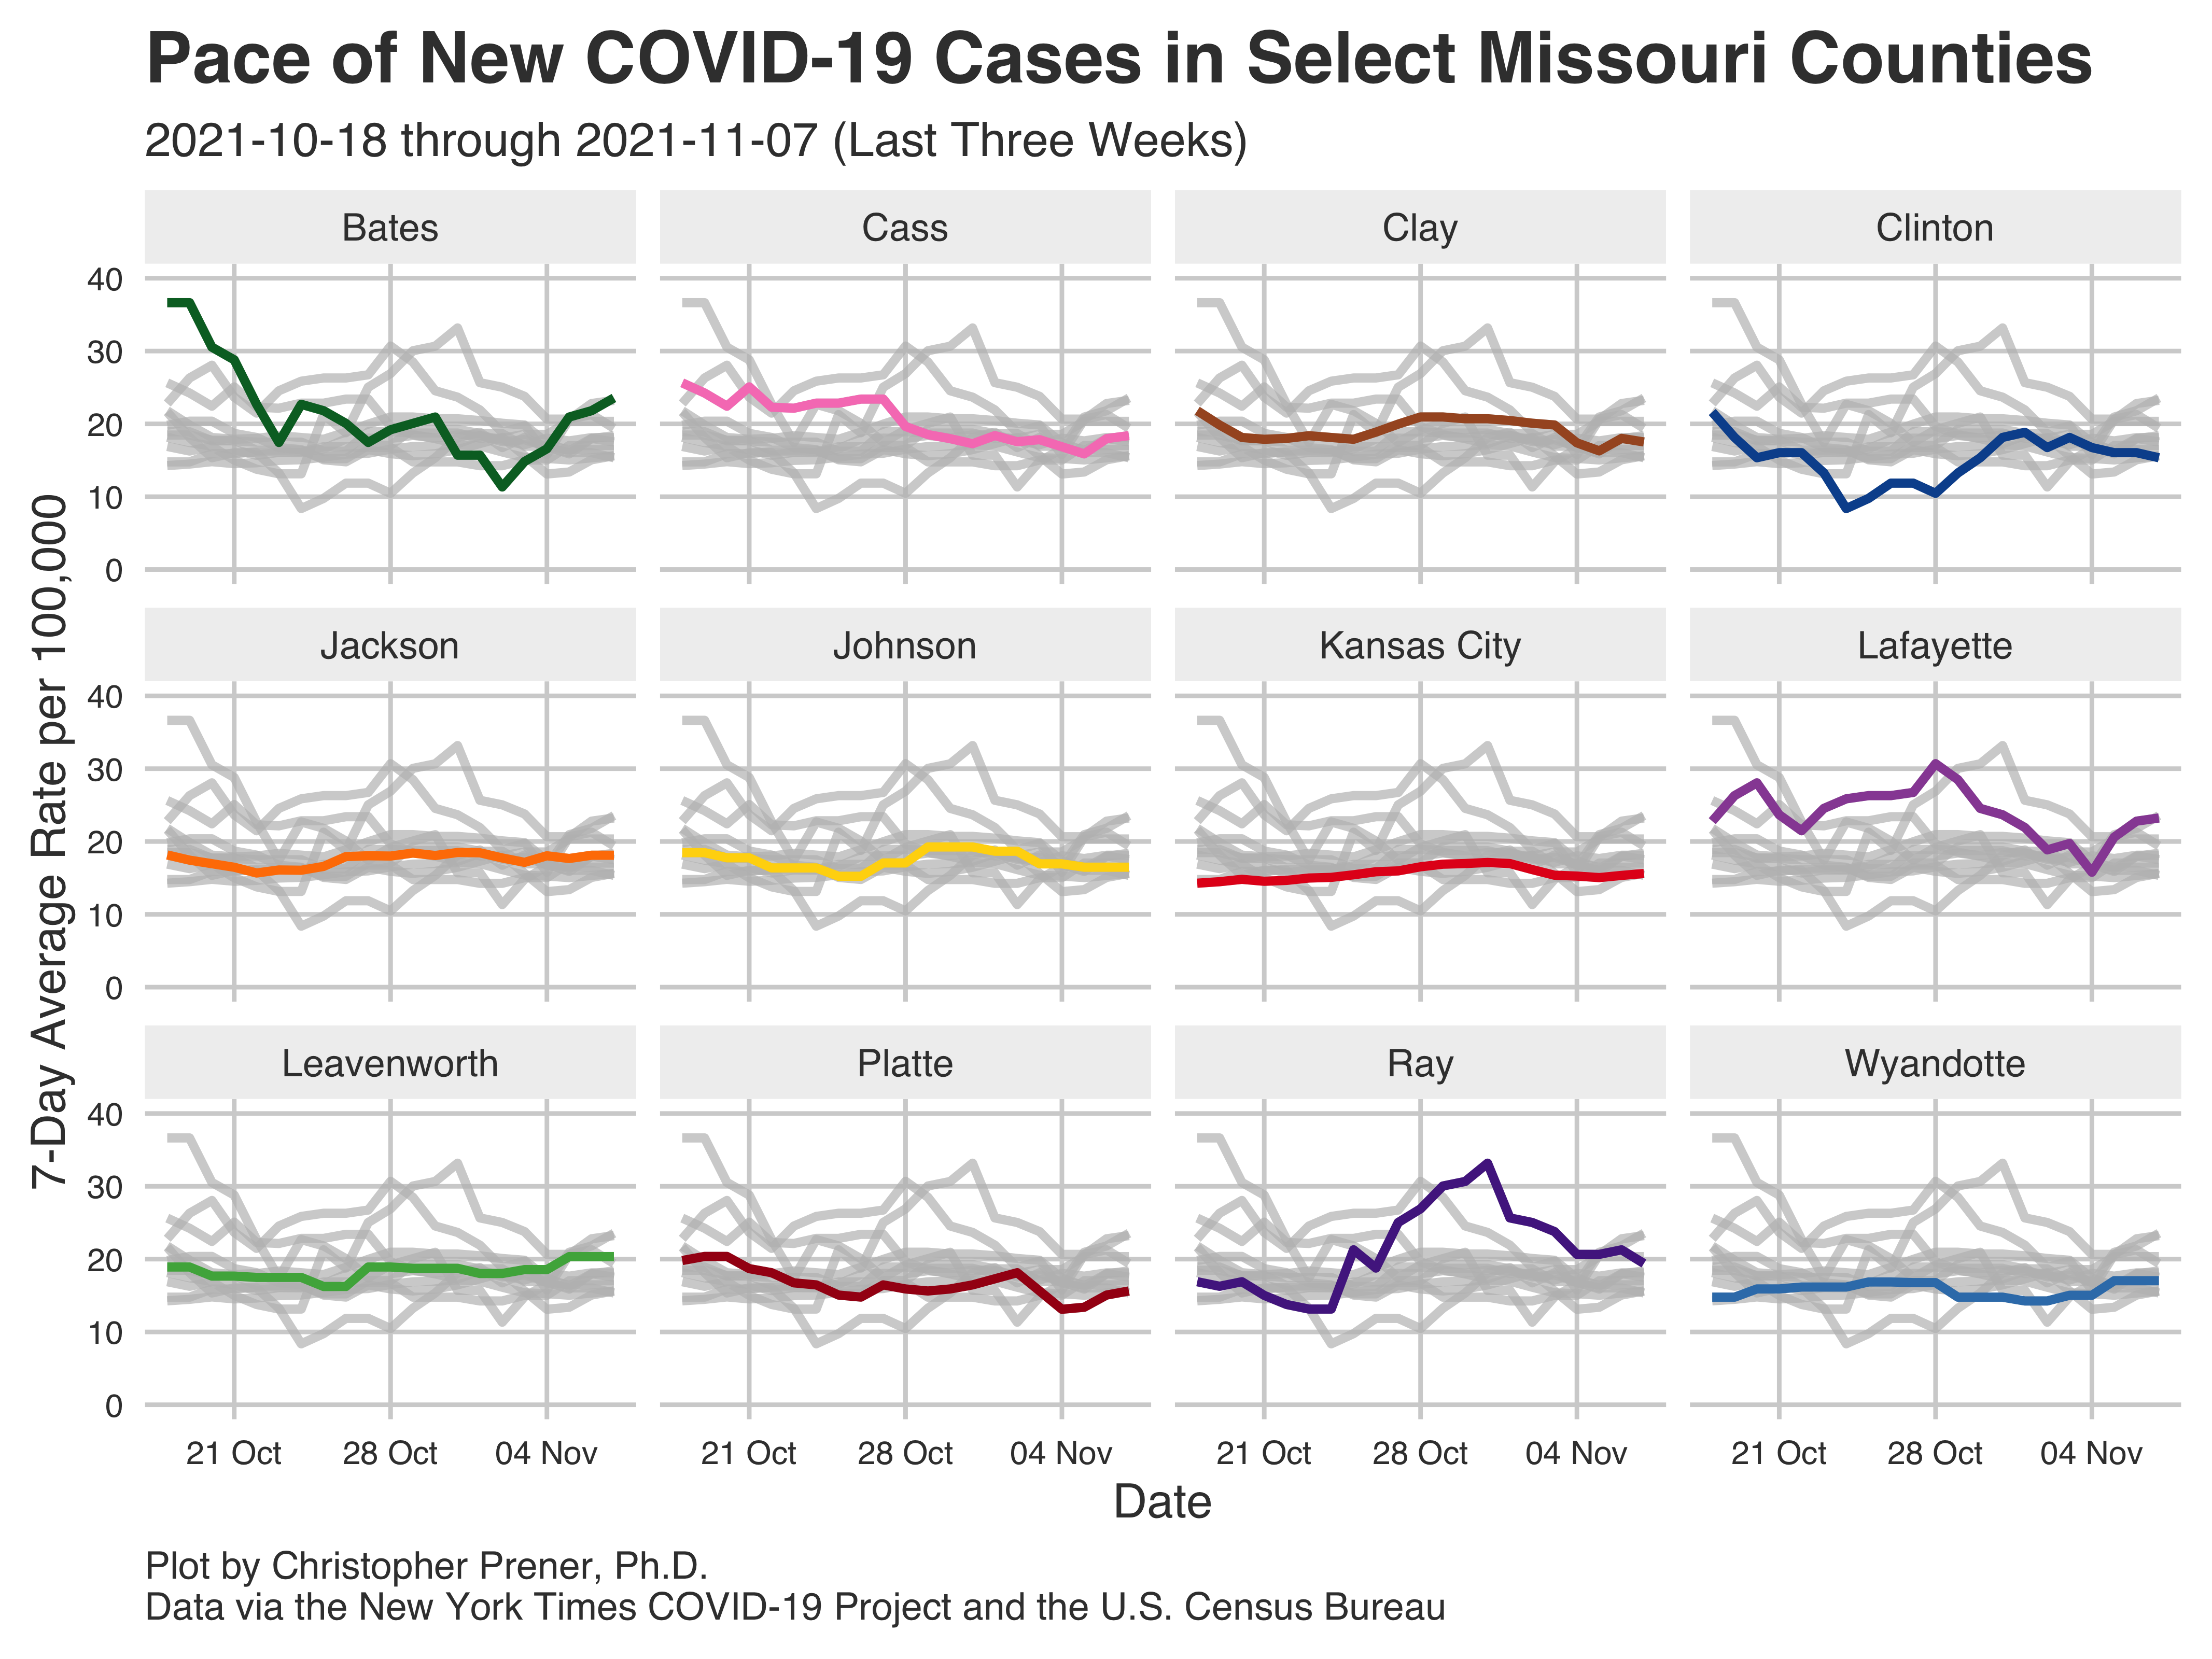 Pace of New COVID-19 Cases in Select Missouri Counties
2021-10-18 through 2021-11-07 (Last Three Weeks)
Bates
Cass
Clay
Clinton
40
30
20
10
0
Jackson
Johnson
Kansas City
Lafayette
40
30
20
10
0
7-Day Average Rate per 100,000
Leavenworth
Platte
Ray
Wyandotte
40
30
20
10
0
21 Oct
28 Oct
04 Nov
21 Oct
28 Oct
04 Nov
21 Oct
28 Oct
04 Nov
21 Oct
28 Oct
04 Nov
Date
Plot by Christopher Prener, Ph.D.
Data via the New York Times COVID-19 Project and the U.S. Census Bureau